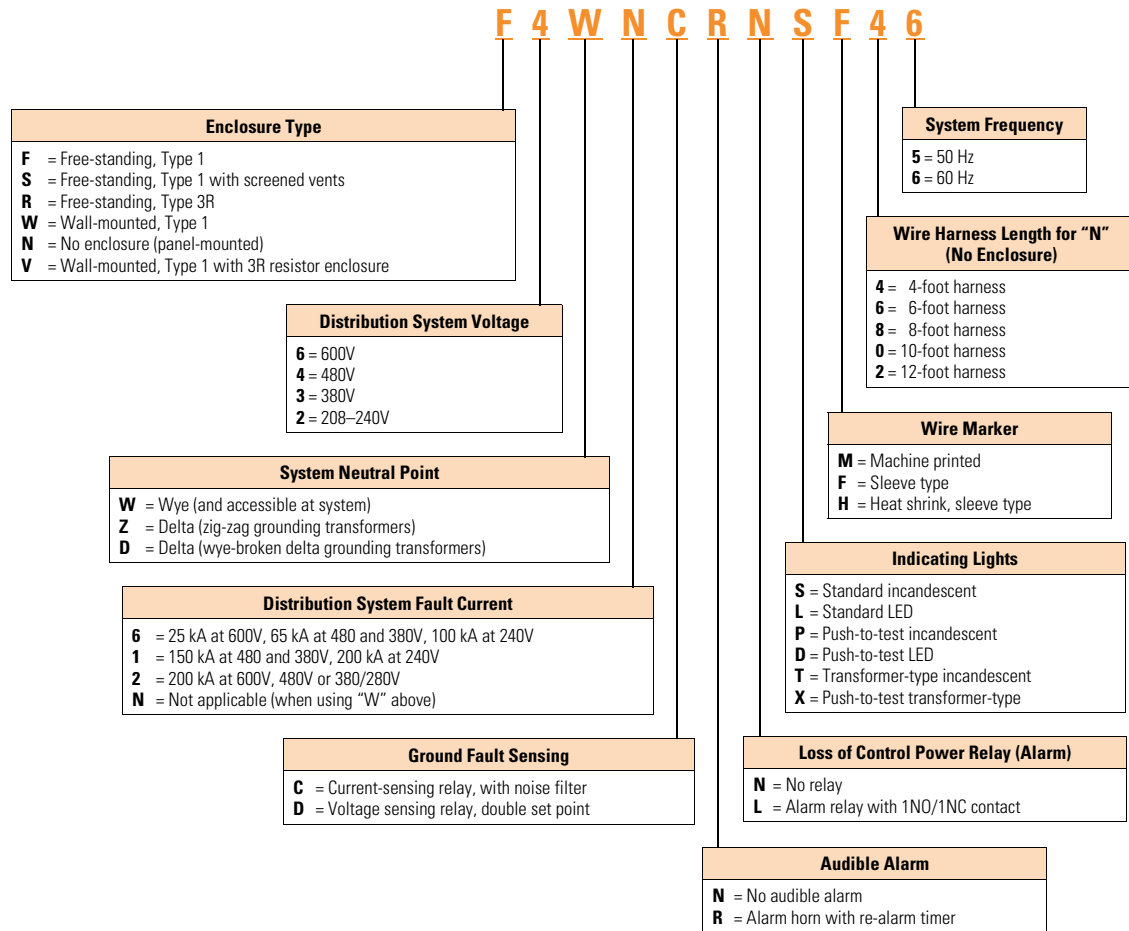 F 4 W N C R N S F 4 6
Enclosure Type
F = Free-standing, Type 1
S = Free-standing, Type 1 with screened vents
R = Free-standing, Type 3R
W = Wall-mounted, Type 1
N = No enclosure (panel-mounted)
V = Wall-mounted, Type 1 with 3R resistor enclosure
System Frequency
5 = 50 Hz
6 = 60 Hz
Wire Harness Length for “N”
(No Enclosure)
4 = 4-foot harness
6 = 6-foot harness
8 = 8-foot harness
0 = 10-foot harness
2 = 12-foot harness
Distribution System Voltage
6 = 600V
4 = 480V
3 = 380V
2 = 208–240V
Wire Marker
M = Machine printed
F = Sleeve type
H = Heat shrink, sleeve type
System Neutral Point
W = Wye (and accessible at system)
Z = Delta (zig-zag grounding transformers)
D = Delta (wye-broken delta grounding transformers)
Indicating Lights
S = Standard incandescent
L = Standard LED
P = Push-to-test incandescent
D = Push-to-test LED
T = Transformer-type incandescent
X = Push-to-test transformer-type
Distribution System Fault Current
6 = 25 kA at 600V, 65 kA at 480 and 380V, 100 kA at 240V
1 = 150 kA at 480 and 380V, 200 kA at 240V
2 = 200 kA at 600V, 480V or 380/280V
N = Not applicable (when using “W” above)
Ground Fault Sensing
C = Current-sensing relay, with noise filter
D = Voltage sensing relay, double set point
Loss of Control Power Relay (Alarm)
N = No relay
L = Alarm relay with 1NO/1NC contact
Audible Alarm
N = No audible alarm
R = Alarm horn with re-alarm timer